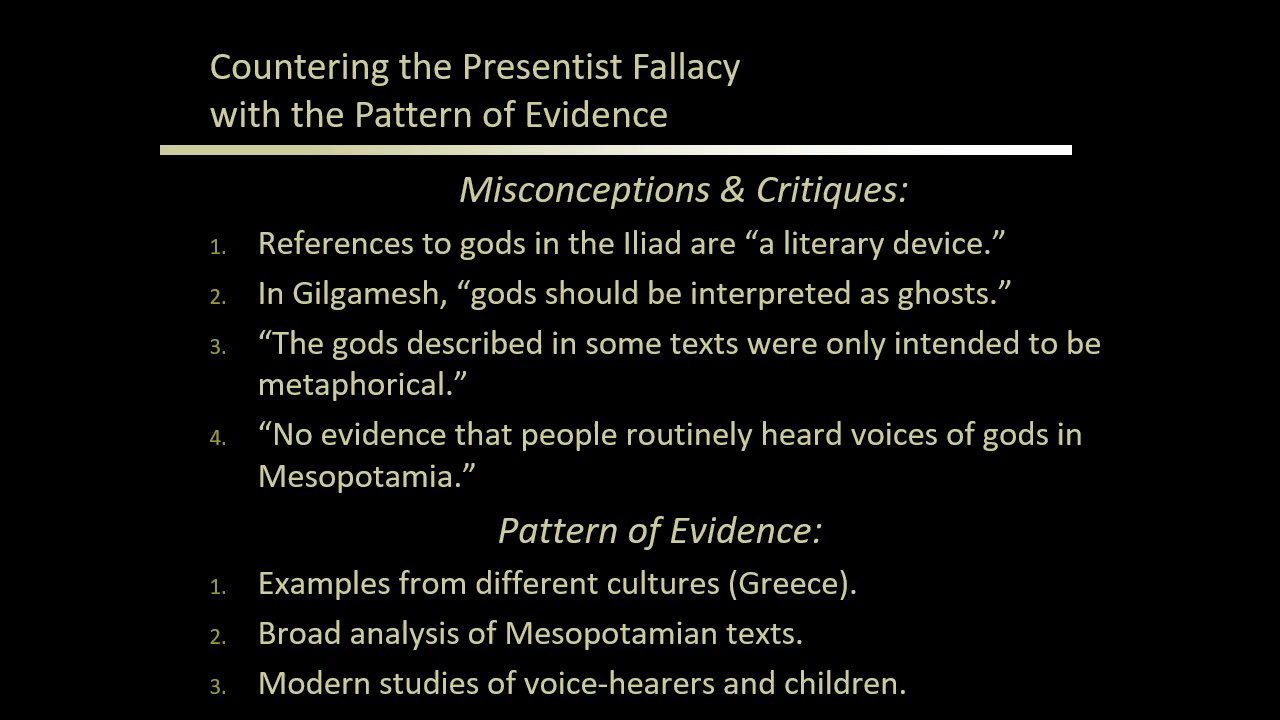 Countering the Presentist Fallacy
with the Pattern of Evidence
Misconceptions & Critiques:
1. References to gods in the Iliad are “a literary device.”
2. In Gilgamesh, “gods should be interpreted as ghosts.”
3. “The gods described in some texts were only intended to be
metaphorical.”
4. “No evidence that people routinely heard voices of gods in
Mesopotamia.”
Pattern of Evidence:
1. Examples from different cultures (Greece).
2. Broad analysis of Mesopotamian texts.
3. Modern studies of voice-hearers and children.